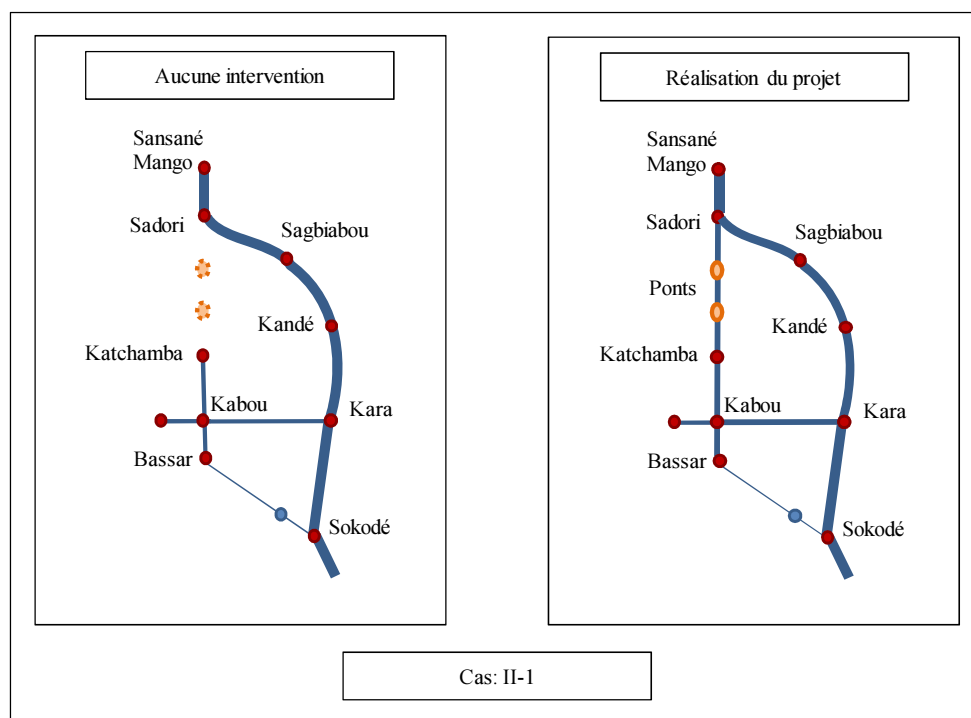 Aucune intervention
Sansané
Mango
Sadori
Sagbiabou
Kandé
Katchamba
Kabou
Kara
Bassar
Sokodé
Réalisation du projet
Sansané
Mango
Sadori
Sagbiabou
Ponts
Kandé
Katchamba
Kabou
Kara
Bassar
Sokodé
Cas: II-1